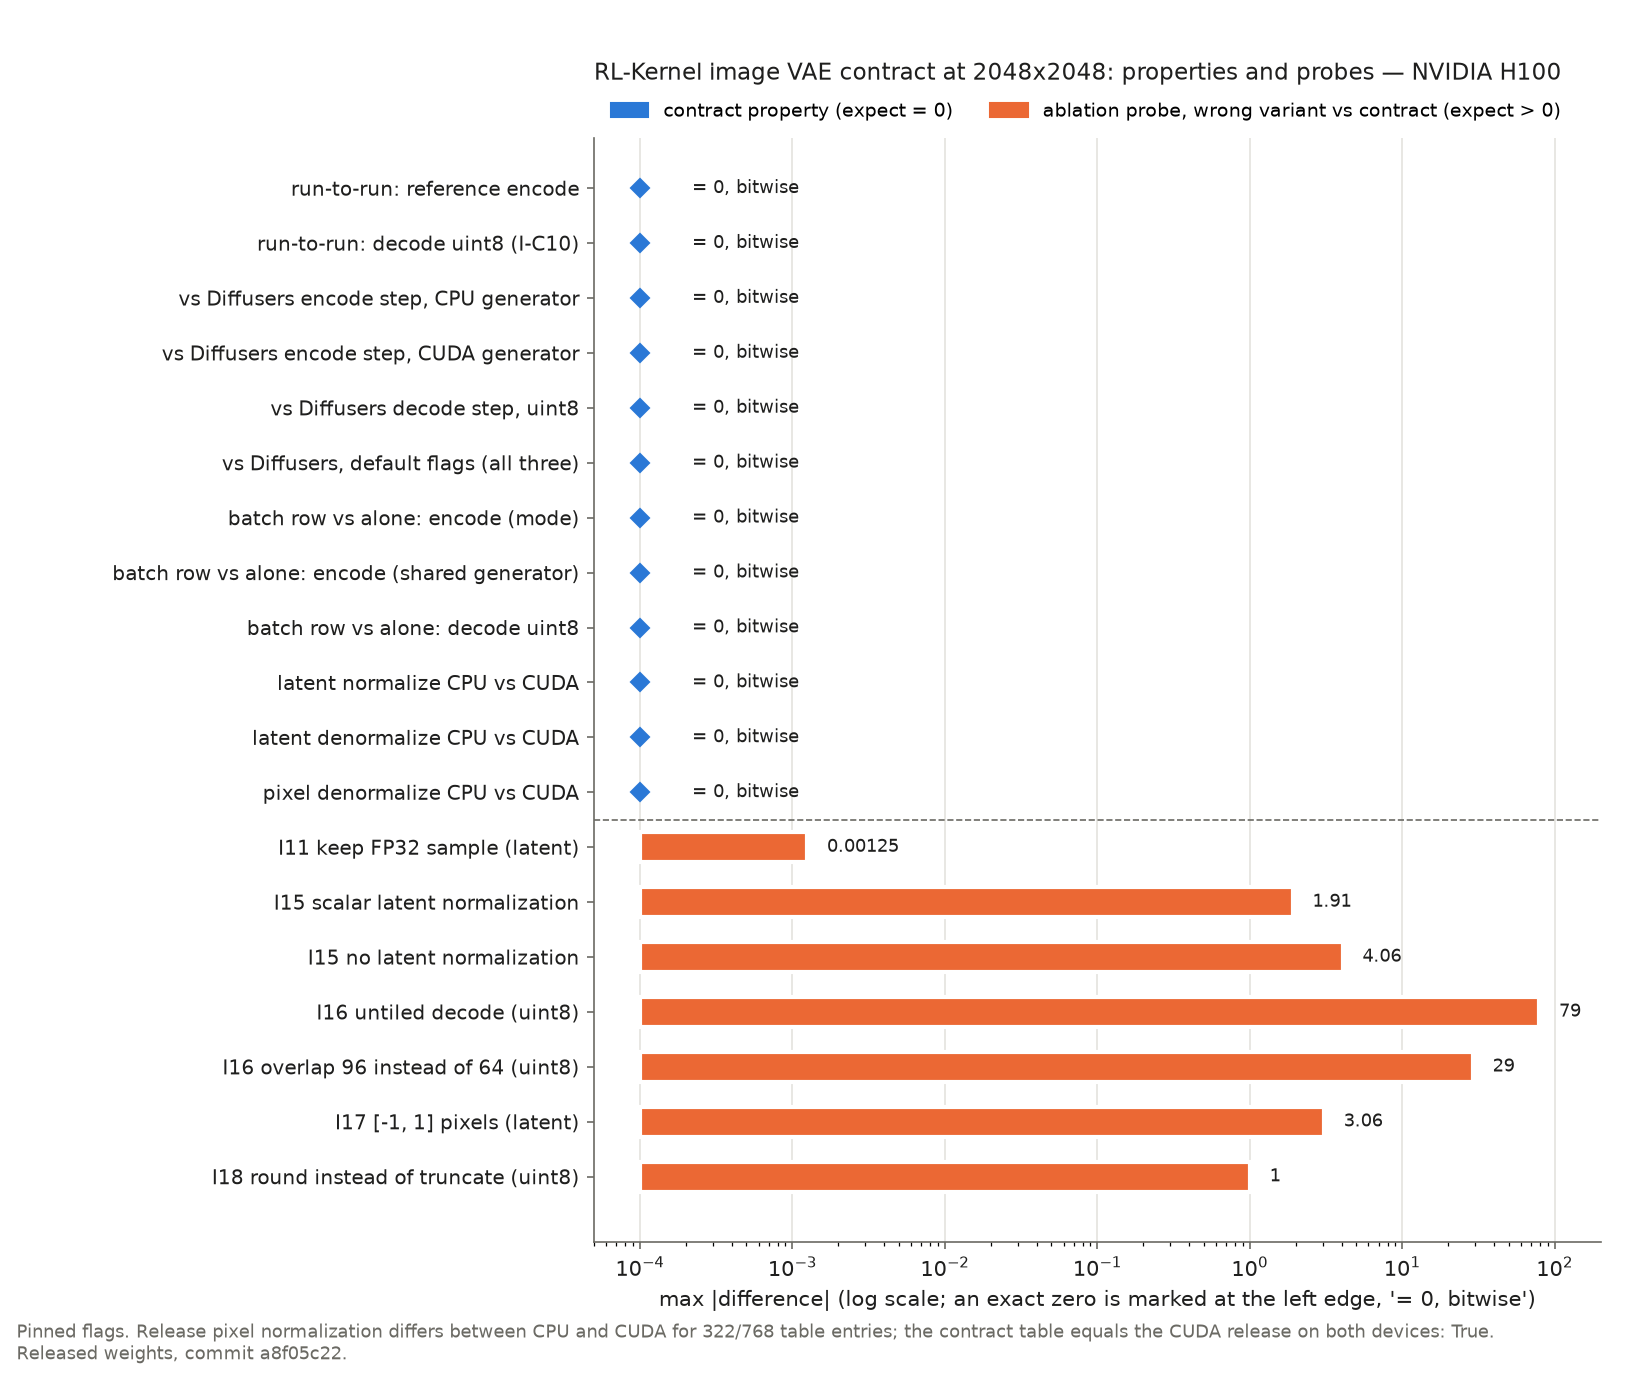 RL-Kernel image VAE contract at 2048x2048: properties and probes — NVIDIA H100
contract property (expect = 0)
ablation probe, wrong variant vs contract (expect > 0)
run-to-run: reference encode
= 0, bitwise
run-to-run: decode uint8 (I-C10)
= 0, bitwise
vs Diffusers encode step, CPU generator
= 0, bitwise
vs Diffusers encode step, CUDA generator
= 0, bitwise
vs Diffusers decode step, uint8
= 0, bitwise
vs Diffusers, default flags (all three)
= 0, bitwise
batch row vs alone: encode (mode)
= 0, bitwise
batch row vs alone: encode (shared generator)
= 0, bitwise
batch row vs alone: decode uint8
= 0, bitwise
latent normalize CPU vs CUDA
= 0, bitwise
latent denormalize CPU vs CUDA
= 0, bitwise
pixel denormalize CPU vs CUDA
= 0, bitwise
I11 keep FP32 sample (latent)
0.00125
I15 scalar latent normalization
1.91
I15 no latent normalization
4.06
I16 untiled decode (uint8)
79
I16 overlap 96 instead of 64 (uint8)
29
I17 [-1, 1] pixels (latent)
3.06
I18 round instead of truncate (uint8)
1
10⁻⁴ 10⁻³ 10⁻² 10⁻¹ 10⁰ 10¹ 10²
max |difference| (log scale; an exact zero is marked at the left edge, '= 0, bitwise')
Pinned flags. Release pixel normalization differs between CPU and CUDA for 322/768 table entries; the contract table equals the CUDA release on both devices: True.
Released weights, commit a8f05c22.